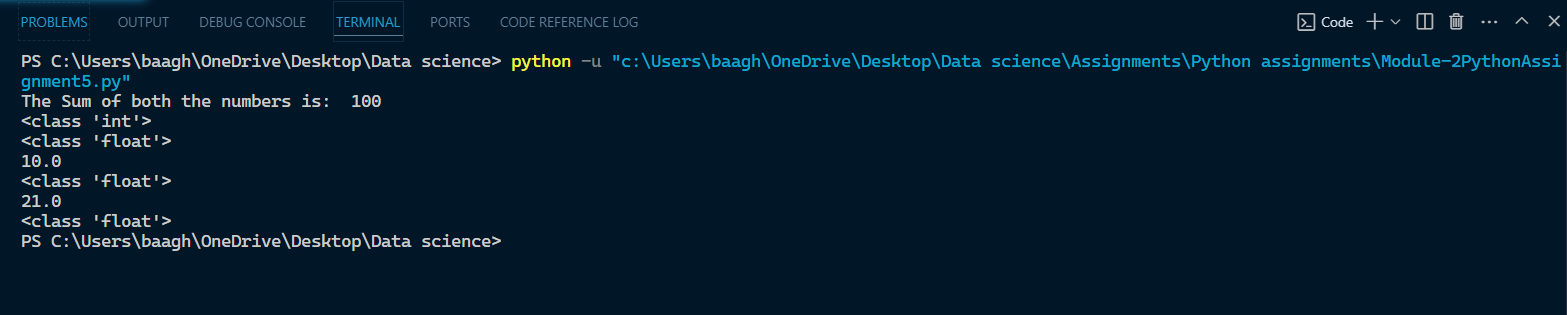 PROBLEMS OUTPUT DEBUG CONSOLE TERMINAL PORTS CODE REFERENCE LOG Code
PS C:\Users\baagh\OneDrive\Desktop\Data science> python -u "c:\Users\baagh\OneDrive\Desktop\Data science\Assignments\Python assignments\Module-2PythonAssi
gnment5.py"
The Sum of both the numbers is:  100
<class 'int'>
<class 'float'>
10.0
<class 'float'>
21.0
<class 'float'>
PS C:\Users\baagh\OneDrive\Desktop\Data science>